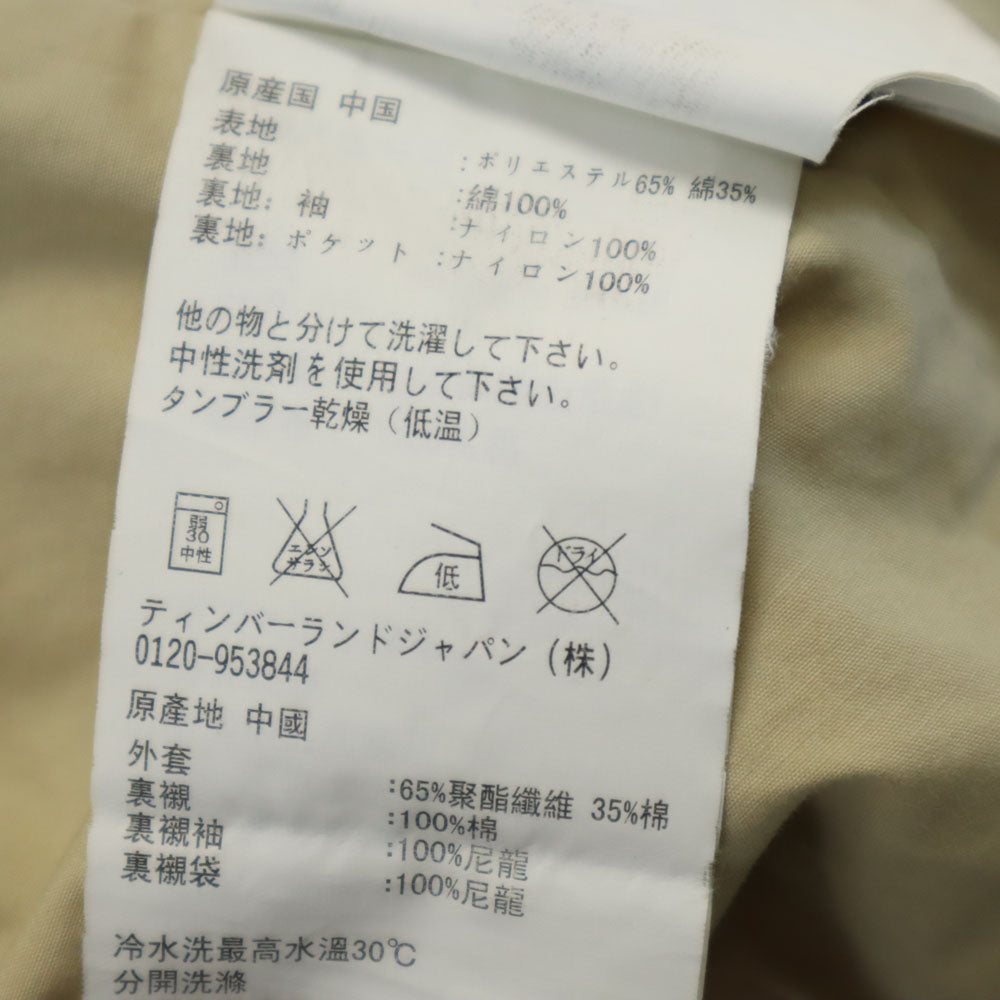 原産国 中国
表地 :ポリエステル65% 綿35%
裏地 :綿100%
裏地: 袖 :ナイロン100%
裏地: ポケット :ナイロン100%
他の物と分けて洗濯して下さい。
中性洗剤を使用して下さい。
タンブラー乾燥（低温）
弱
30
中性
エンソ
サラシ
低
ドライ
ティンバーランドジャパン（株）
0120-953844
原產地 中國
外套 :65%聚酯纖維 35%棉
裏襯 :100%棉
裏襯袖 :100%尼龍
裏襯袋 :100%尼龍
冷水洗最高水溫30℃
分開洗滌